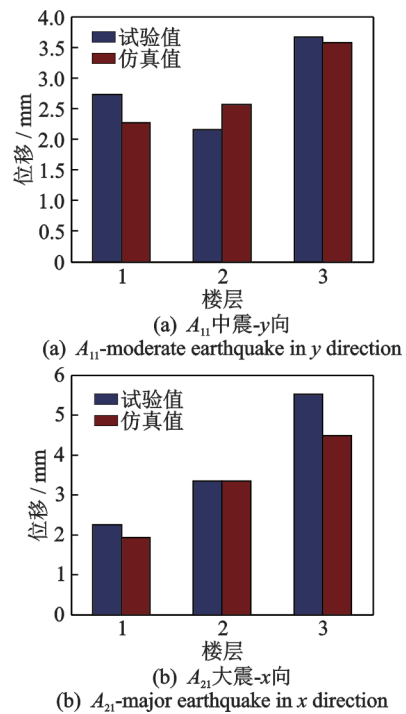 4.0
3.5
3.0
2.5
2.0
1.5
1.0
0.5
0
位移 / mm
试验值
仿真值
1 2 3
楼层
(a) A₁₁中震-y向
(a) A₁₁-moderate earthquake in y direction
6
5
4
3
2
1
0
位移 / mm
试验值
仿真值
1 2 3
楼层
(b) A₂₁大震-x向
(b) A₂₁-major earthquake in x direction